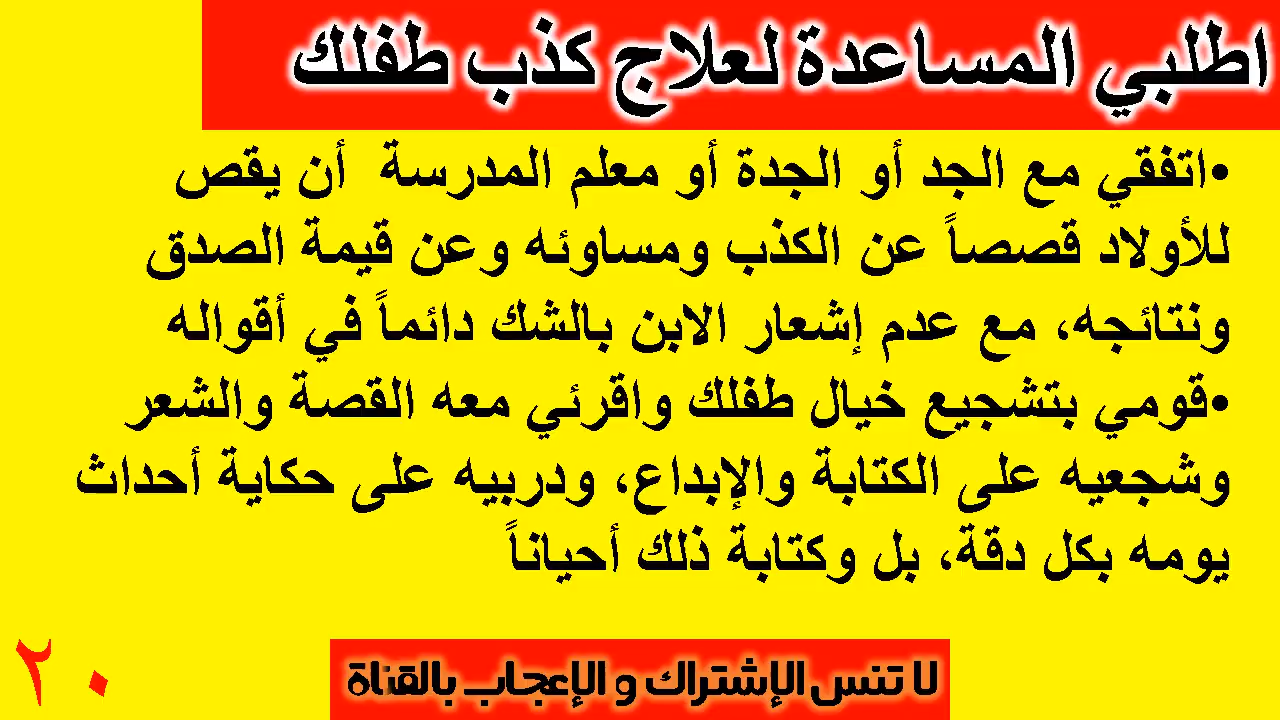 اطلبي المساعدة لعلاج كذب طفلك
•اتفقي مع الجد أو الجدة أو معلم المدرسة أن يقص
للأولاد قصصاً عن الكذب ومساوئه وعن قيمة الصدق
ونتائجه، مع عدم إشعار الابن بالشك دائماً في أقواله
•قومي بتشجيع خيال طفلك واقرئي معه القصة والشعر
وشجعيه على الكتابة والإبداع، ودربيه على حكاية أحداث
يومه بكل دقة، بل وكتابة ذلك أحياناً
٢٠
لا تنس الإشتراك و الإعجاب بالقناة